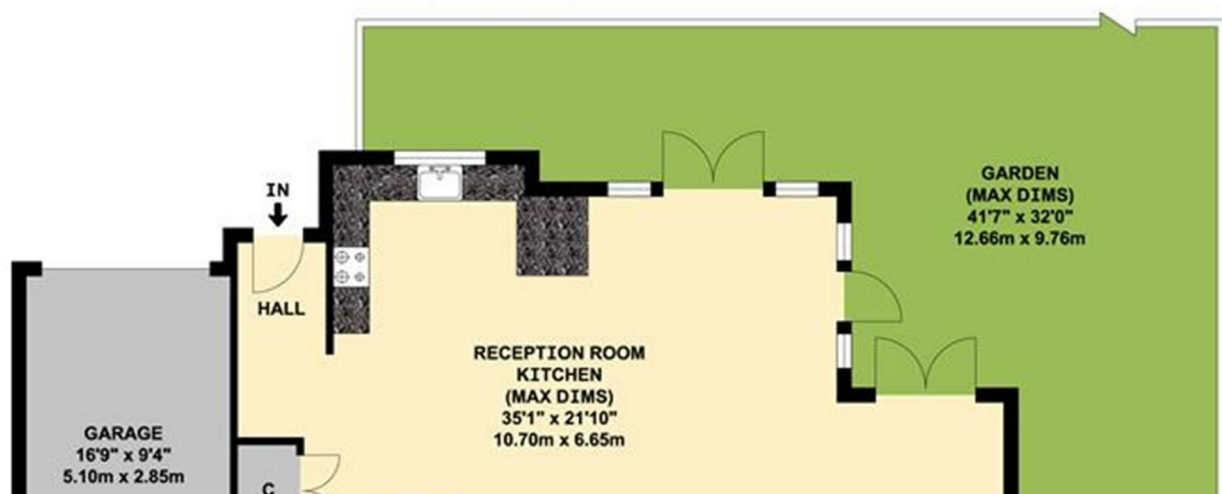 IN
HALL
GARDEN
(MAX DIMS)
41'7" x 32'0"
12.66m x 9.76m
RECEPTION ROOM
KITCHEN
(MAX DIMS)
35'1" x 21'10"
10.70m x 6.65m
GARAGE
16'9" x 9'4"
5.10m x 2.85m
C